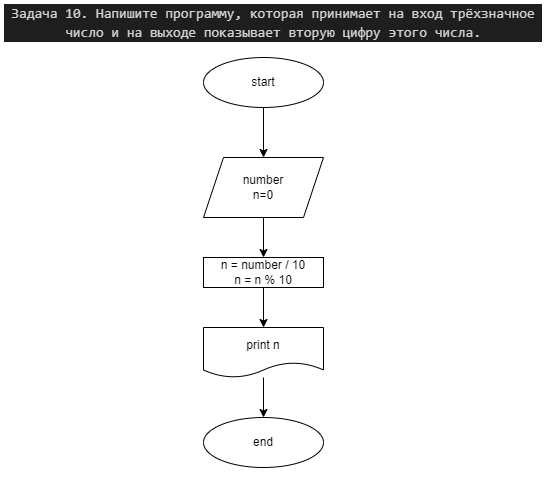 Задача 10. Напишите программу, которая принимает на вход трёхзначное
число и на выходе показывает вторую цифру этого числа.
start
number
n=0
n = number / 10
n = n % 10
print n
end